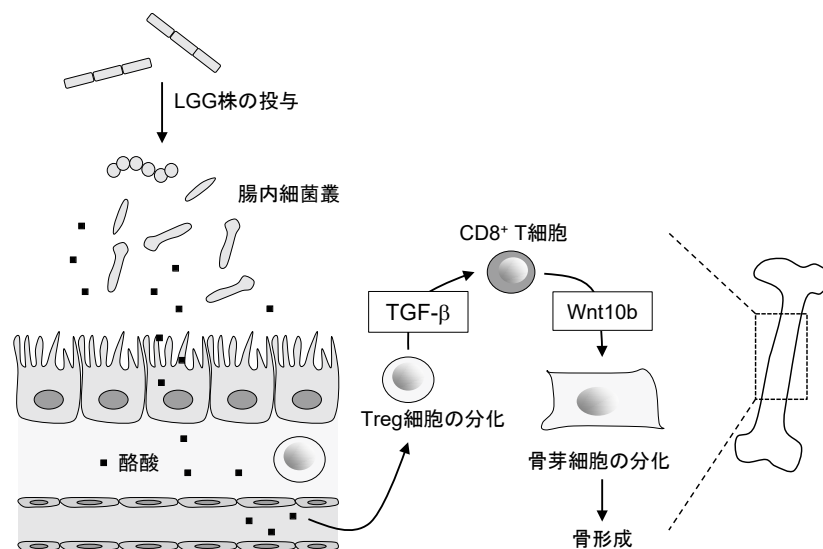 LGG株の投与
腸内細菌叢
CD8⁺ T細胞
TGF-β
Wnt10b
Treg細胞の分化
酪酸
骨芽細胞の分化
骨形成